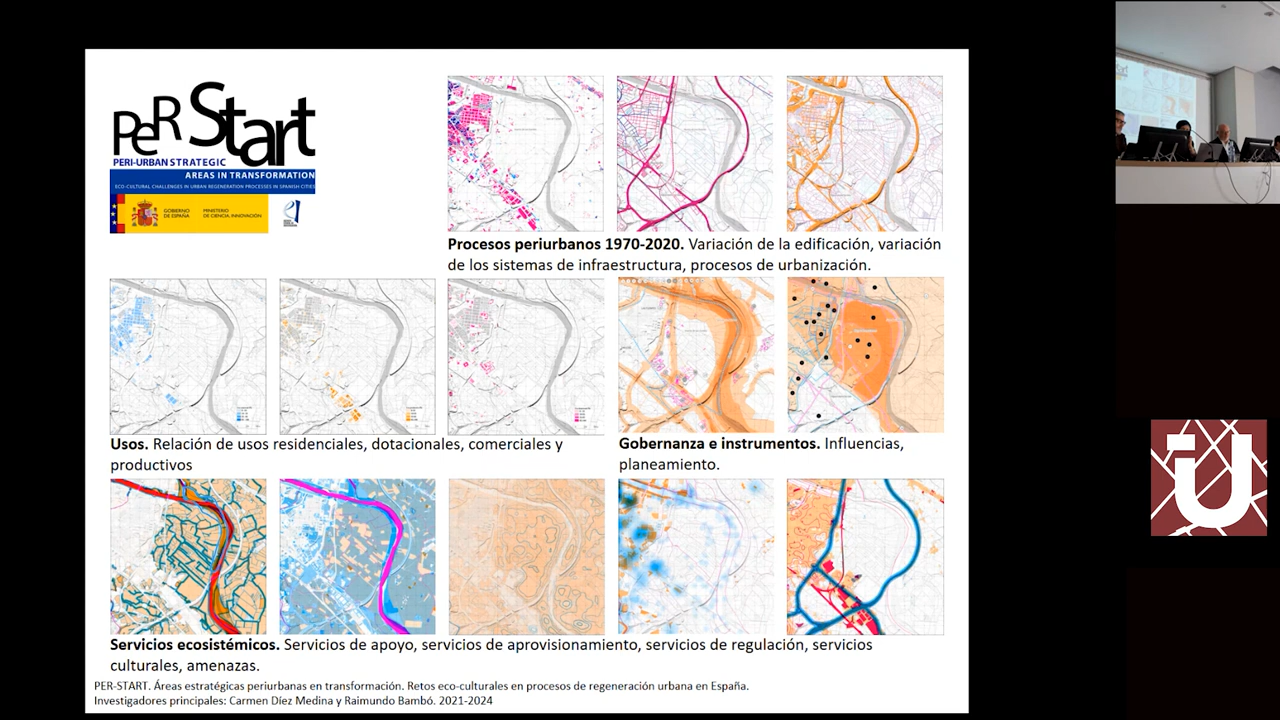 PER Start
PERI-URBAN STRATEGIC
AREAS IN TRANSFORMATION
ECO-CULTURAL CHALLENGES IN URBAN REGENERATION PROCESSES IN SPANISH CITIES
GOBIERNO
DE ESPAÑA
MINISTERIO
DE CIENCIA, INNOVACIÓN
Procesos periurbanos 1970-2020. Variación de la edificación, variación
de los sistemas de infraestructura, procesos de urbanización.
Usos. Relación de usos residenciales, dotacionales, comerciales y
productivos
Gobernanza e instrumentos. Influencias,
planeamiento.
Servicios ecosistémicos. Servicios de apoyo, servicios de aprovisionamiento, servicios de regulación, servicios
culturales, amenazas.
PER-START. Áreas estratégicas periurbanas en transformación. Retos eco-culturales en procesos de regeneración urbana en España.
Investigadores principales: Carmen Díez Medina y Raimundo Bambó. 2021-2024
U